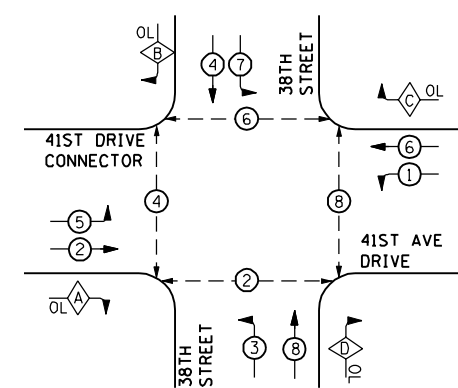 OL
B
4 7
38TH
STREET
C OL
6
41ST DRIVE
CONNECTOR
6
1
4
8
5
2
41ST AVE
DRIVE
2
OL A
38TH
STREET
3 8
D
OL